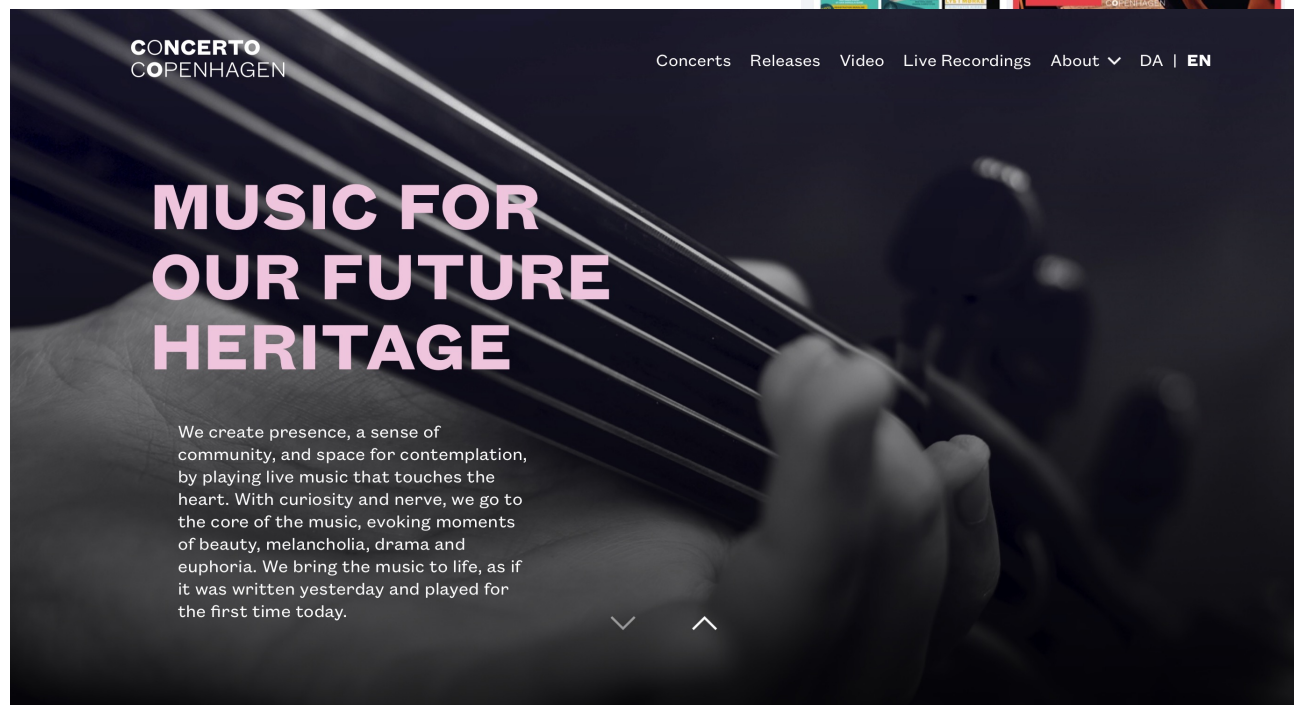 COPENHAGEN
CONCERTO
COPENHAGEN
Concerts Releases Video Live Recordings About DA | EN
MUSIC FOR
OUR FUTURE
HERITAGE
We create presence, a sense of
community, and space for contemplation,
by playing live music that touches the
heart. With curiosity and nerve, we go to
the core of the music, evoking moments
of beauty, melancholia, drama and
euphoria. We bring the music to life, as if
it was written yesterday and played for
the first time today.